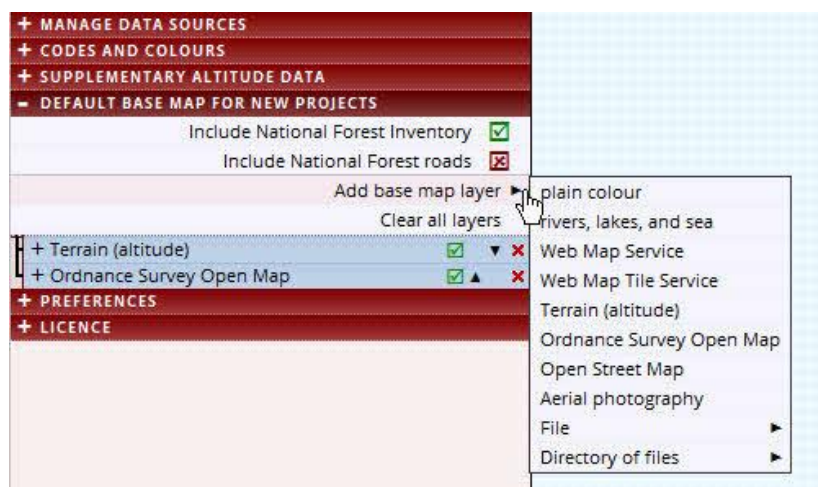 + MANAGE DATA SOURCES
+ CODES AND COLOURS
+ SUPPLEMENTARY ALTITUDE DATA
- DEFAULT BASE MAP FOR NEW PROJECTS
Include National Forest Inventory
Include National Forest roads
Add base map layer
Clear all layers
+ Terrain (altitude)
+ Ordnance Survey Open Map
+ PREFERENCES
+ LICENCE
plain colour
rivers, lakes, and sea
Web Map Service
Web Map Tile Service
Terrain (altitude)
Ordnance Survey Open Map
Open Street Map
Aerial photography
File
Directory of files